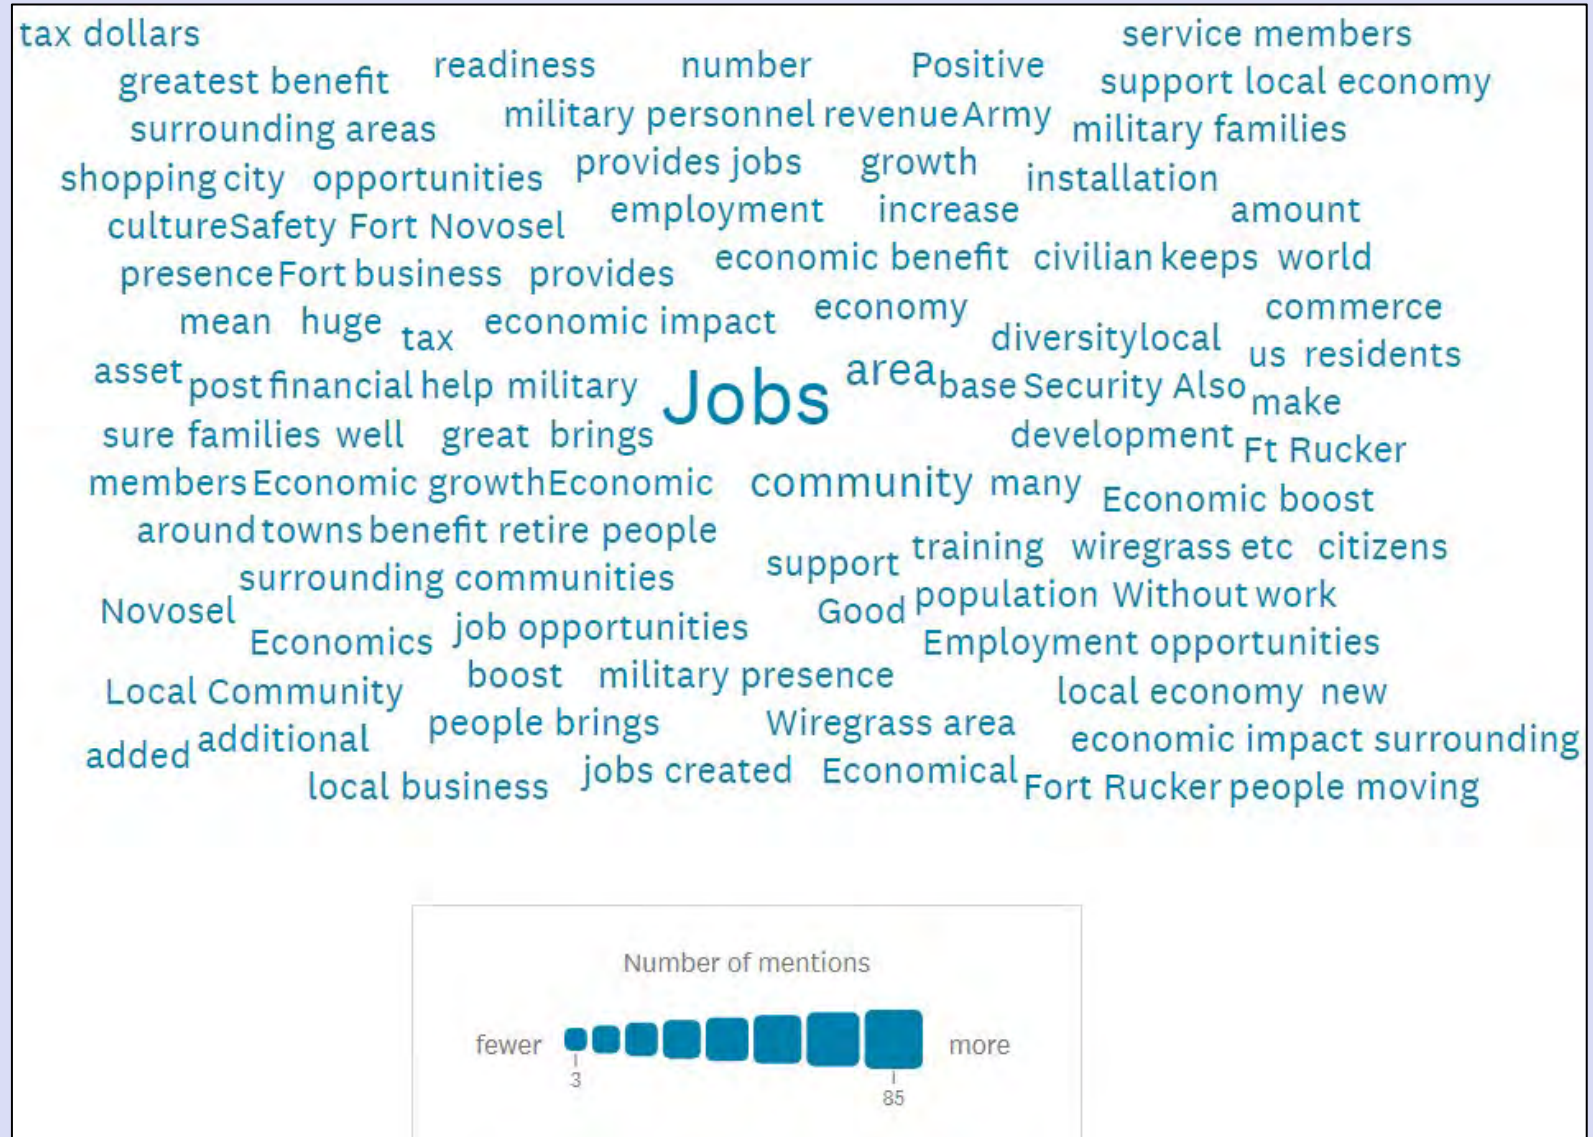 tax dollars service members
readiness number Positive
greatest benefit support local economy
military personnel revenue Army
surrounding areas military families
provides jobs growth
shopping city opportunities installation
employment increase amount
culture Safety Fort Novosel
economic benefit civilian keeps world
presence Fort business provides
economy commerce
mean huge tax economic impact
diversity local
us residents
asset area
post financial help military Jobs base Security Also
make
sure families well great brings development
Ft Rucker
members Economic growth Economic community many
Economic boost
around towns benefit retire people
training wiregrass etc citizens
support
surrounding communities
population Without work
Novosel Good
job opportunities
Economics Employment opportunities
boost military presence
Local Community local economy new
people brings Wiregrass area
additional economic impact surrounding
added
jobs created Economical
local business Fort Rucker people moving
Number of mentions
fewer more
3
85